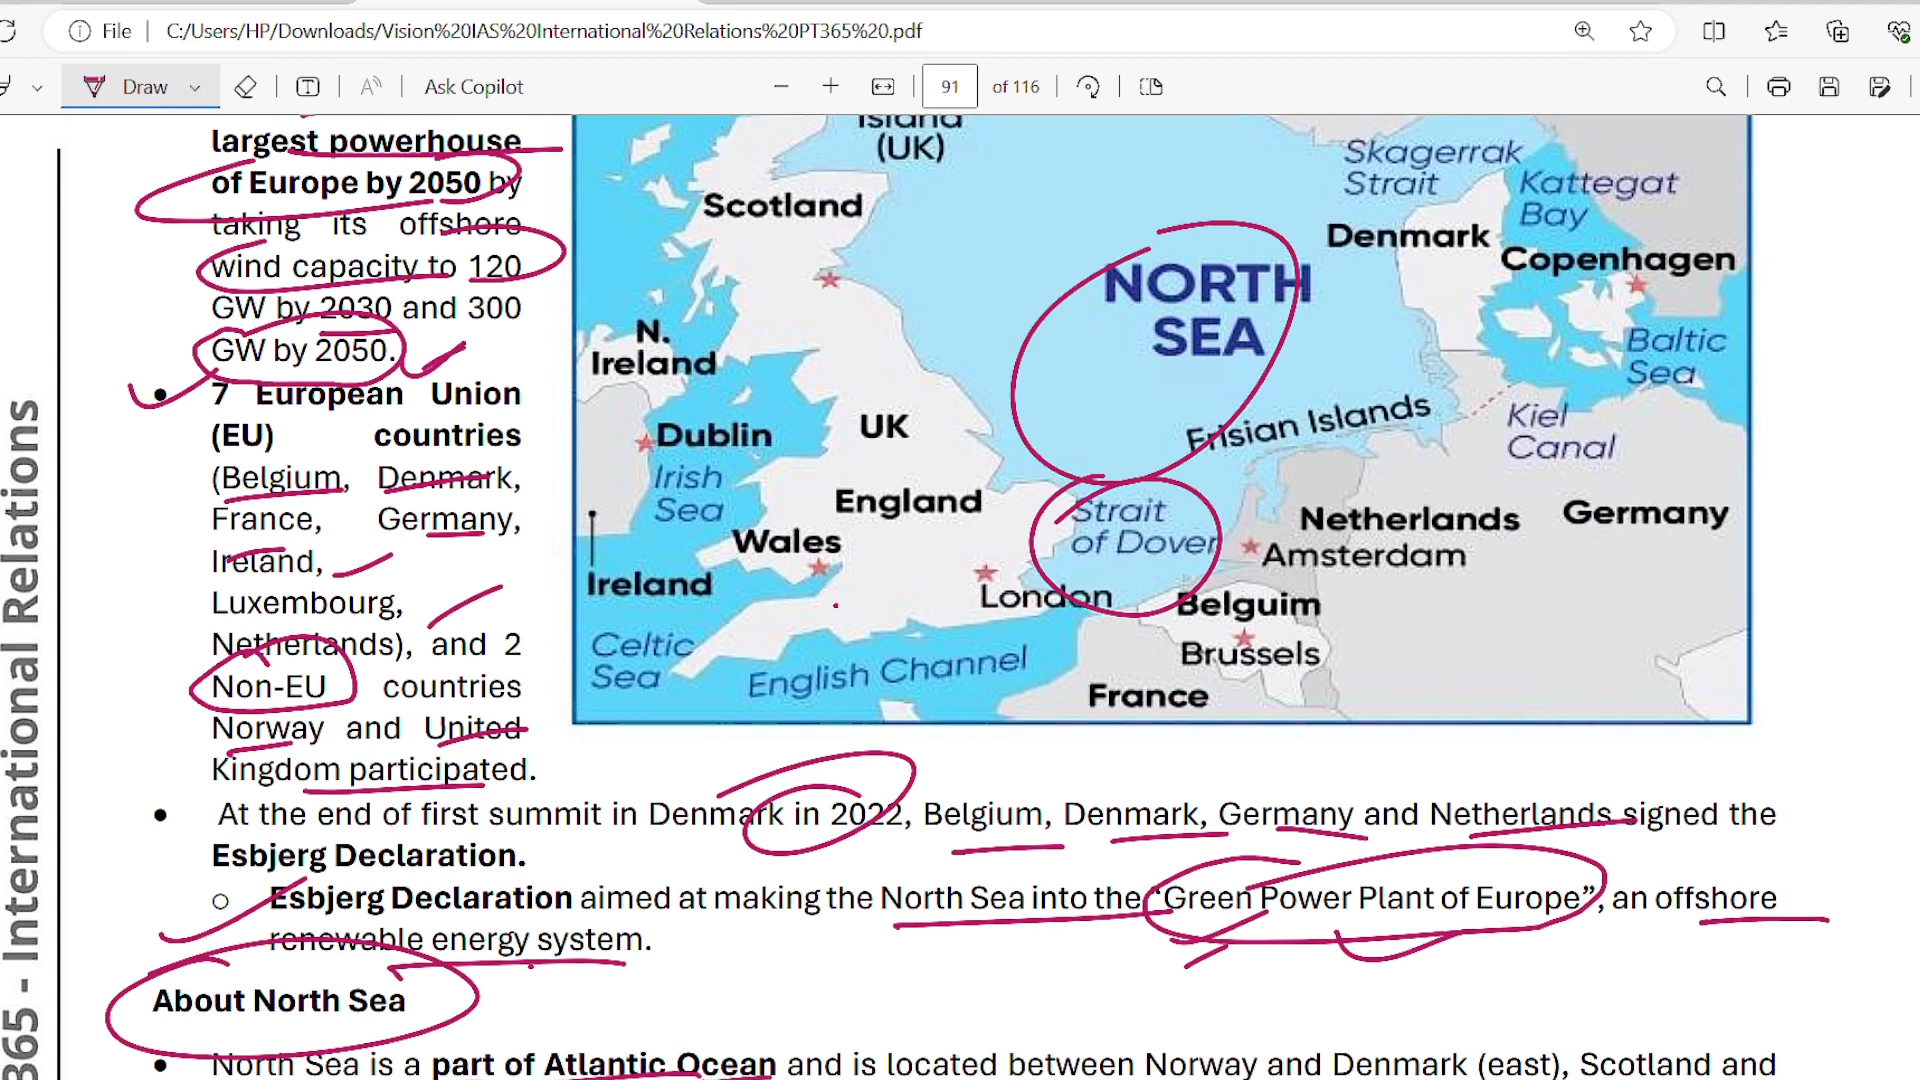 File
C:/Users/HP/Downloads/Vision%20IAS%20International%20Relations%20PT365%20.pdf
Draw
Ask Copilot
91 of 116
365 - International Relations
largest powerhouse
of Europe by 2050 by
taking its offshore
wind capacity to 120
GW by 2030 and 300
GW by 2050.
• 7 European Union
(EU) countries
(Belgium, Denmark,
France, Germany,
Ireland,
Luxembourg,
Netherlands), and 2
Non-EU countries
Norway and United
Kingdom participated.
Island
(UK)
Scotland
Skagerrak
Strait
Kattegat
Bay
Denmark
Copenhagen
NORTH
SEA
N.
Ireland
Baltic
Sea
Dublin
UK
Frisian Islands
Kiel
Canal
Irish
Sea
England
Strait
of Dover
Netherlands
Germany
Wales
Amsterdam
Ireland
London
Belguim
Celtic
Sea
English Channel
Brussels
France
• At the end of first summit in Denmark in 2022, Belgium, Denmark, Germany and Netherlands signed the
Esbjerg Declaration.
○ Esbjerg Declaration aimed at making the North Sea into the “Green Power Plant of Europe”, an offshore
renewable energy system.
About North Sea
• North Sea is a part of Atlantic Ocean and is located between Norway and Denmark (east), Scotland and